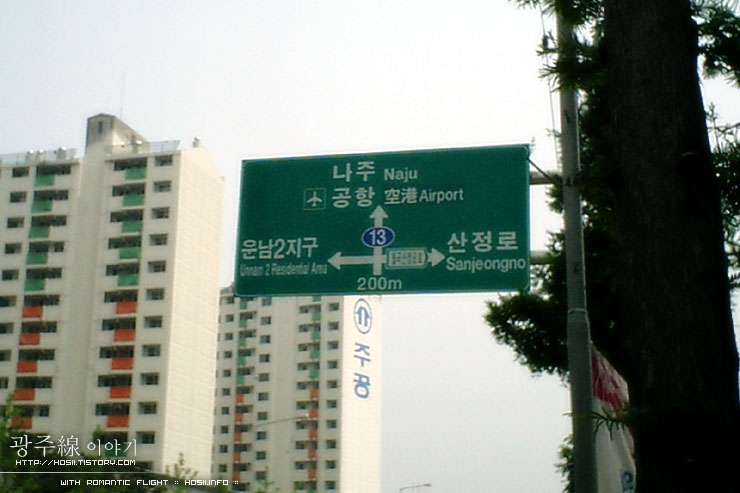 나주 Naju
공항 空港 Airport
13
운남2지구
Unnam 2 Residential Area
산정로
Sanjeongno
200m
주공
광주線 이야기
HTTP://HOSII.TISTORY.COM
WITH ROMANTIC FLIGHT :: HOSIINFO ::